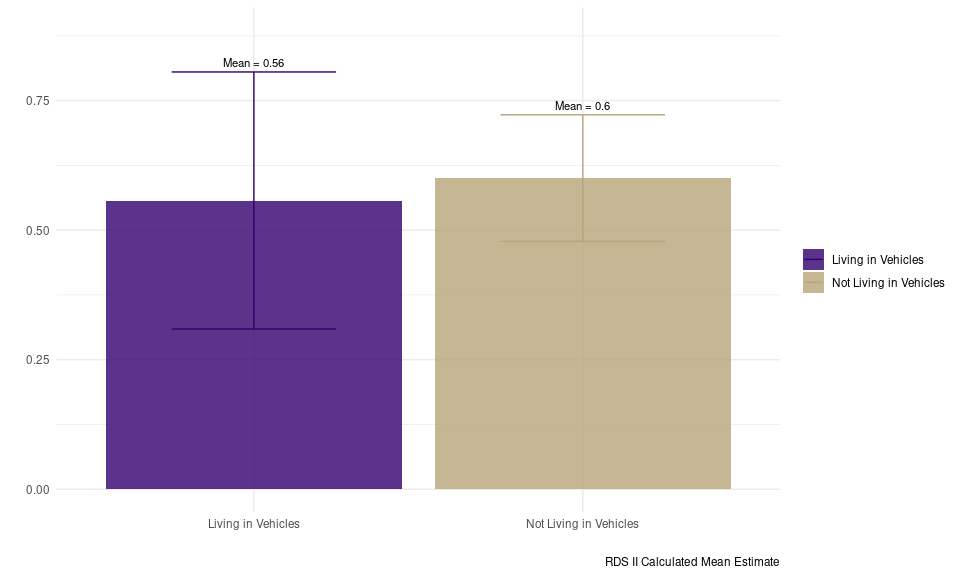 Mean = 0.56
Mean = 0.6
0.75
0.50
0.25
0.00
Living in Vehicles
Not Living in Vehicles
Living in Vehicles
Not Living in Vehicles
RDS II Calculated Mean Estimate